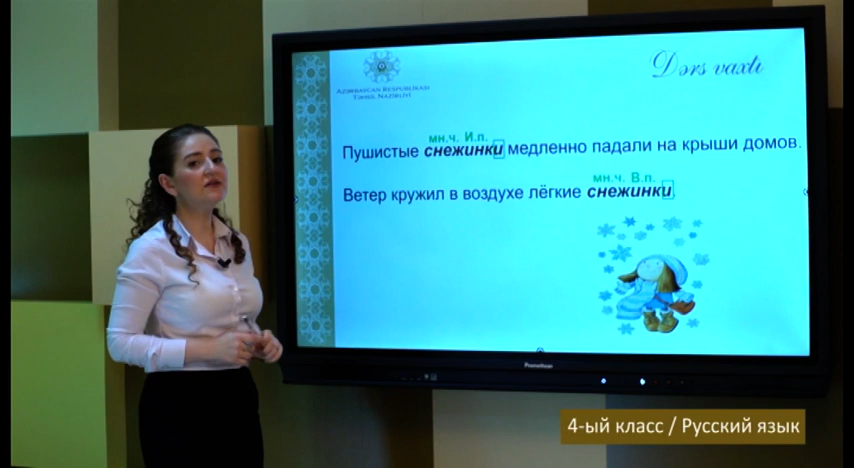 Dərs vaxtı
AZƏRBAYCAN RESPUBLİKASI
TƏHSİL NAZİRLİYİ
мн.ч. И.п.
Пушистые снежинки медленно падали на крыши домов.
мн.ч. В.п.
Ветер кружил в воздухе лёгкие снежинки.
Promethean
4-ый класс / Русский язык